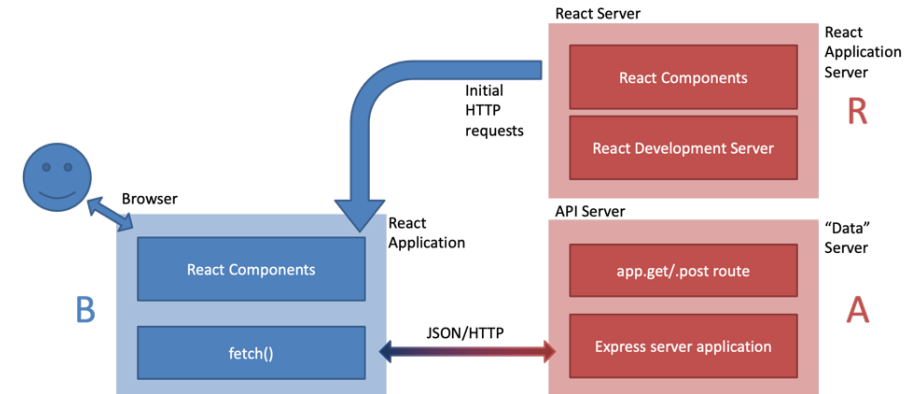 React Server
React Components
React Development Server
React
Application
Server
R
Initial
HTTP
requests
Browser
React
Application
React Components
B
fetch()
JSON/HTTP
API Server
app.get/.post route
Express server application
“Data”
Server
A